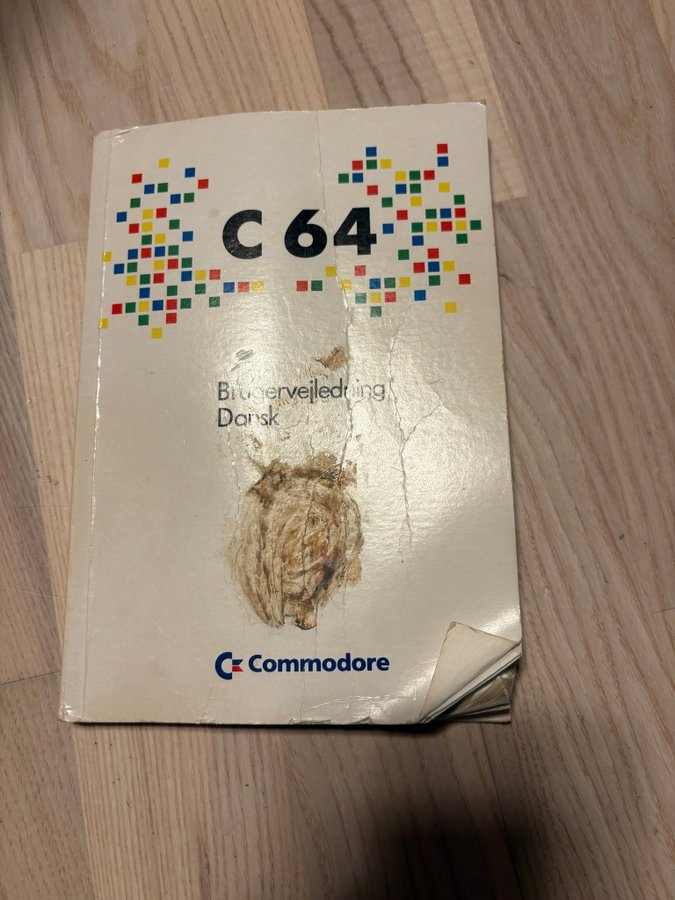 C 64
Brugervejledning
Dansk
Commodore